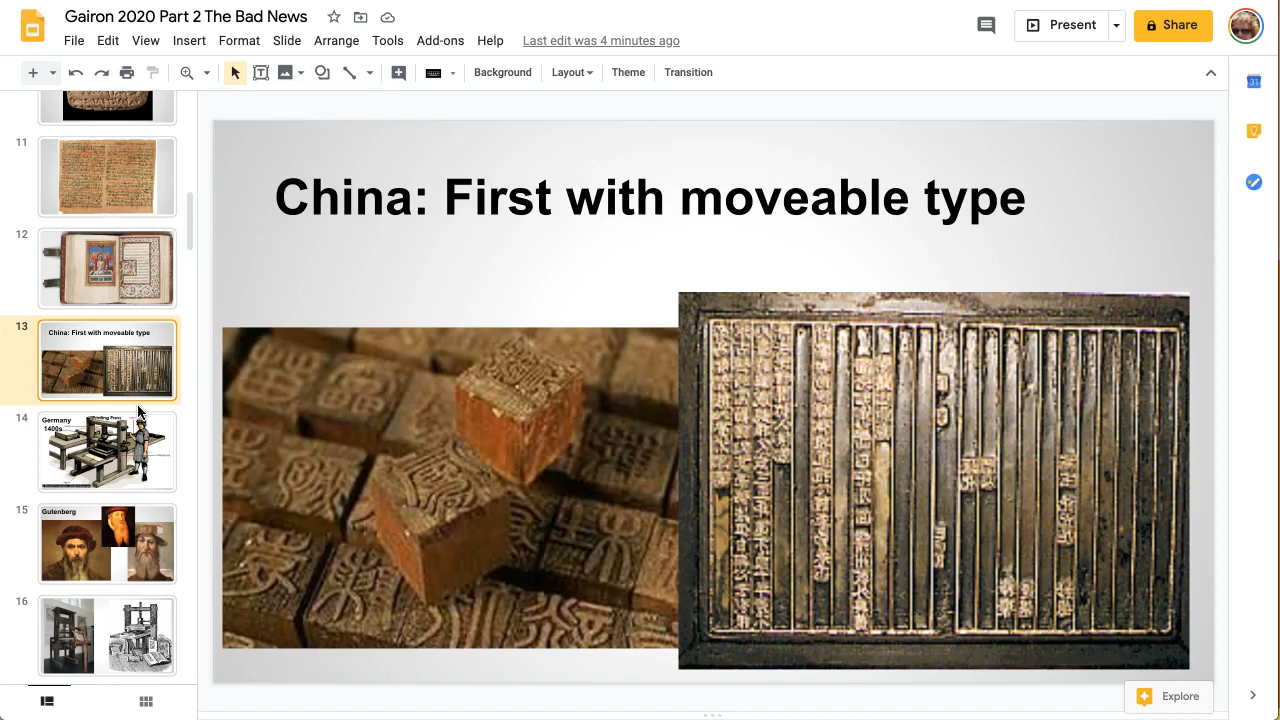 Gairon 2020 Part 2 The Bad News
File Edit View Insert Format Slide Arrange Tools Add-ons Help Last edit was 4 minutes ago
Present
Share
Background Layout Theme Transition
31
11
12
13
China: First with moveable type
14
Germany
1400s
Printing Press
15
Gutenberg
16
China: First with moveable type
Explore